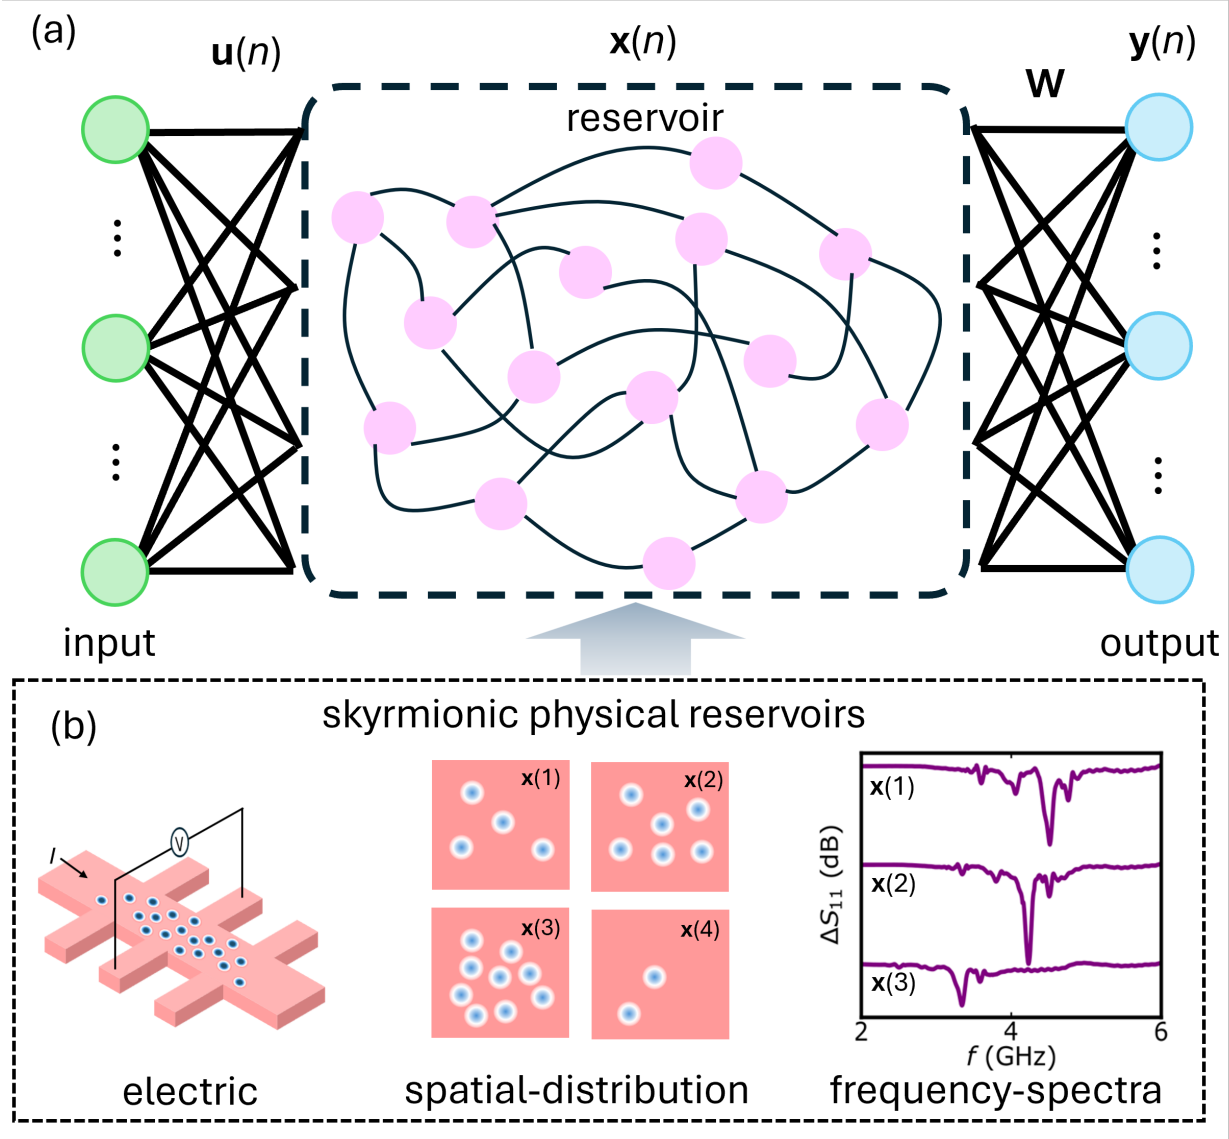 (a)
u(n)
x(n)
y(n)
W
reservoir
⋮
⋮
⋮
⋮
input
output
(b)
skyrmionic physical reservoirs
I
V
x(1)
x(2)
x(3)
x(4)
x(1)
x(2)
x(3)
ΔS11 (dB)
2 4 6
f (GHz)
electric
spatial-distribution
frequency-spectra